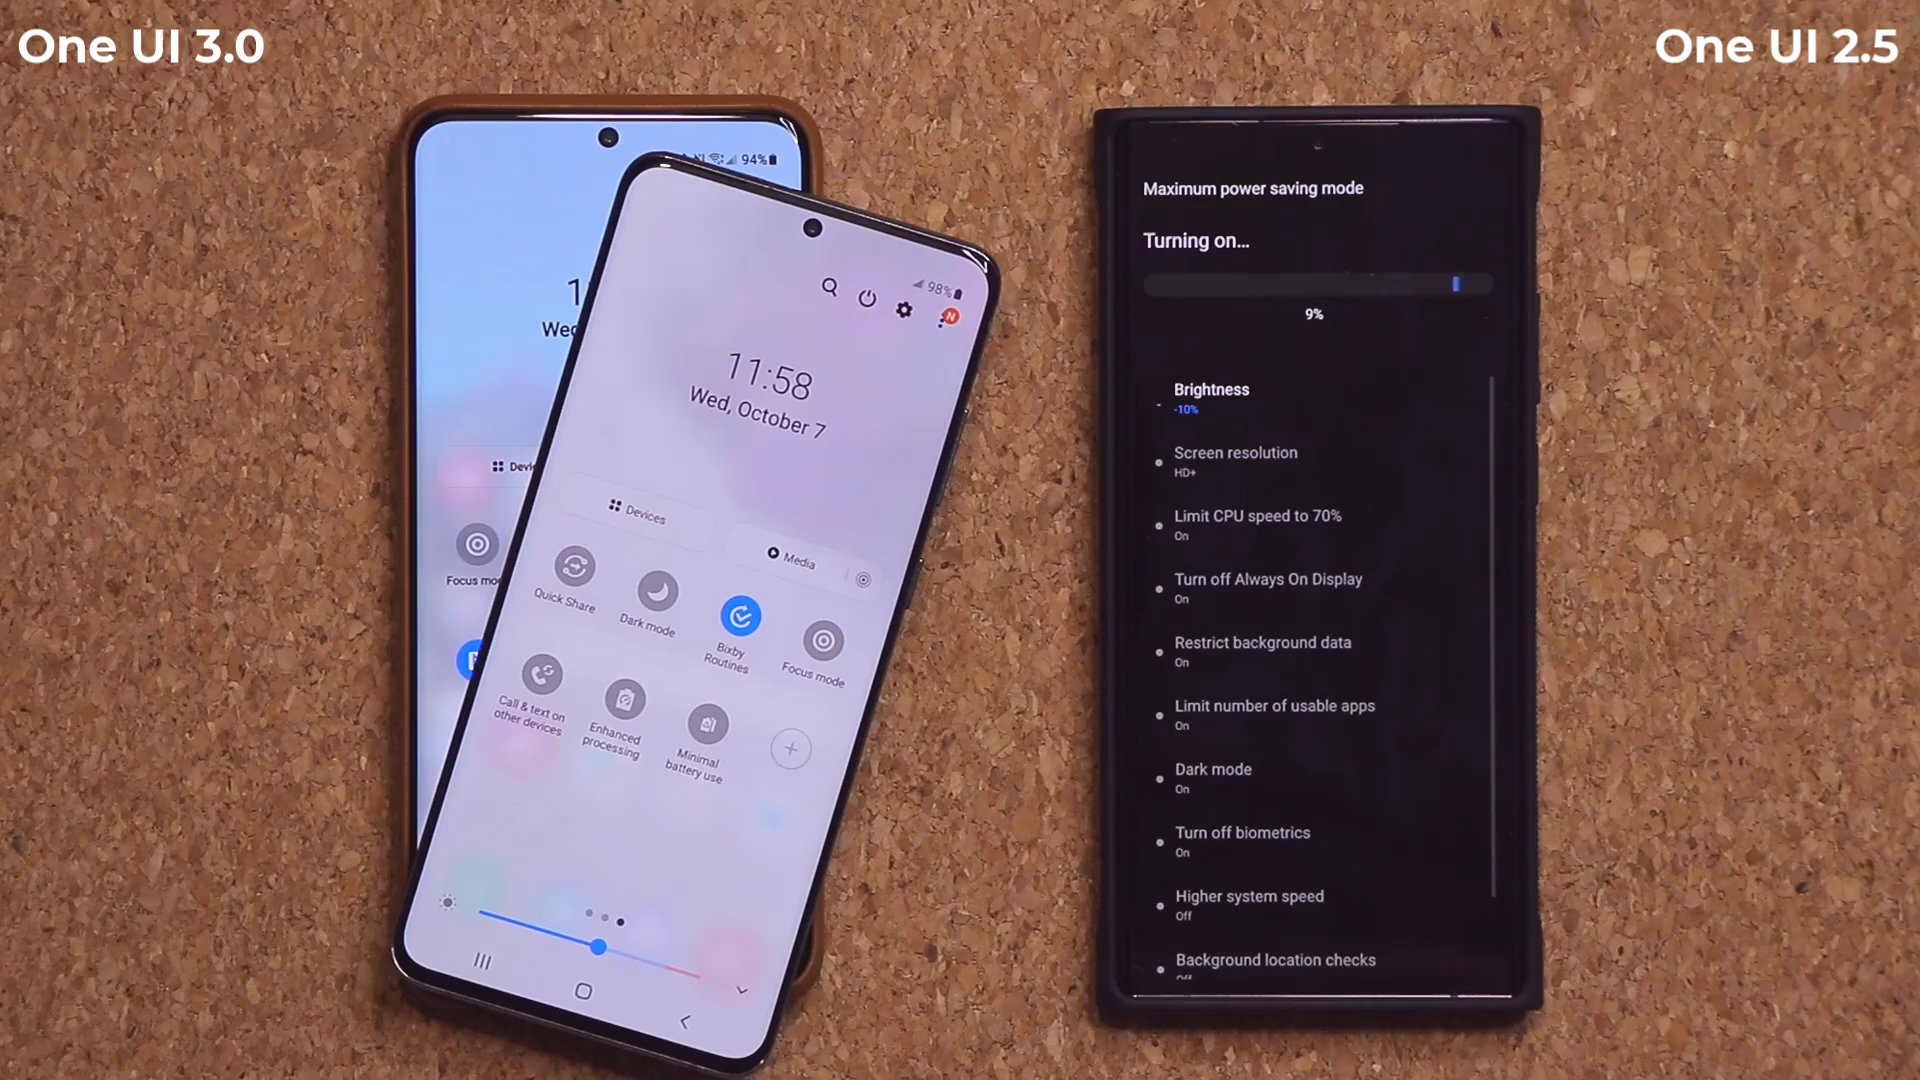 One UI 3.0
One UI 2.5
94%
Devi
Focus mo
98%
N
11:58
Wed, October 7
Devices
Media
Quick Share
Dark mode
Bixby
Routines
Focus mode
Call & text on
other devices
Enhanced
processing
Minimal
battery use
Maximum power saving mode
Turning on...
9%
Brightness
-10%
Screen resolution
HD+
Limit CPU speed to 70%
On
Turn off Always On Display
On
Restrict background data
On
Limit number of usable apps
On
Dark mode
On
Turn off biometrics
On
Higher system speed
Off
Background location checks
Off